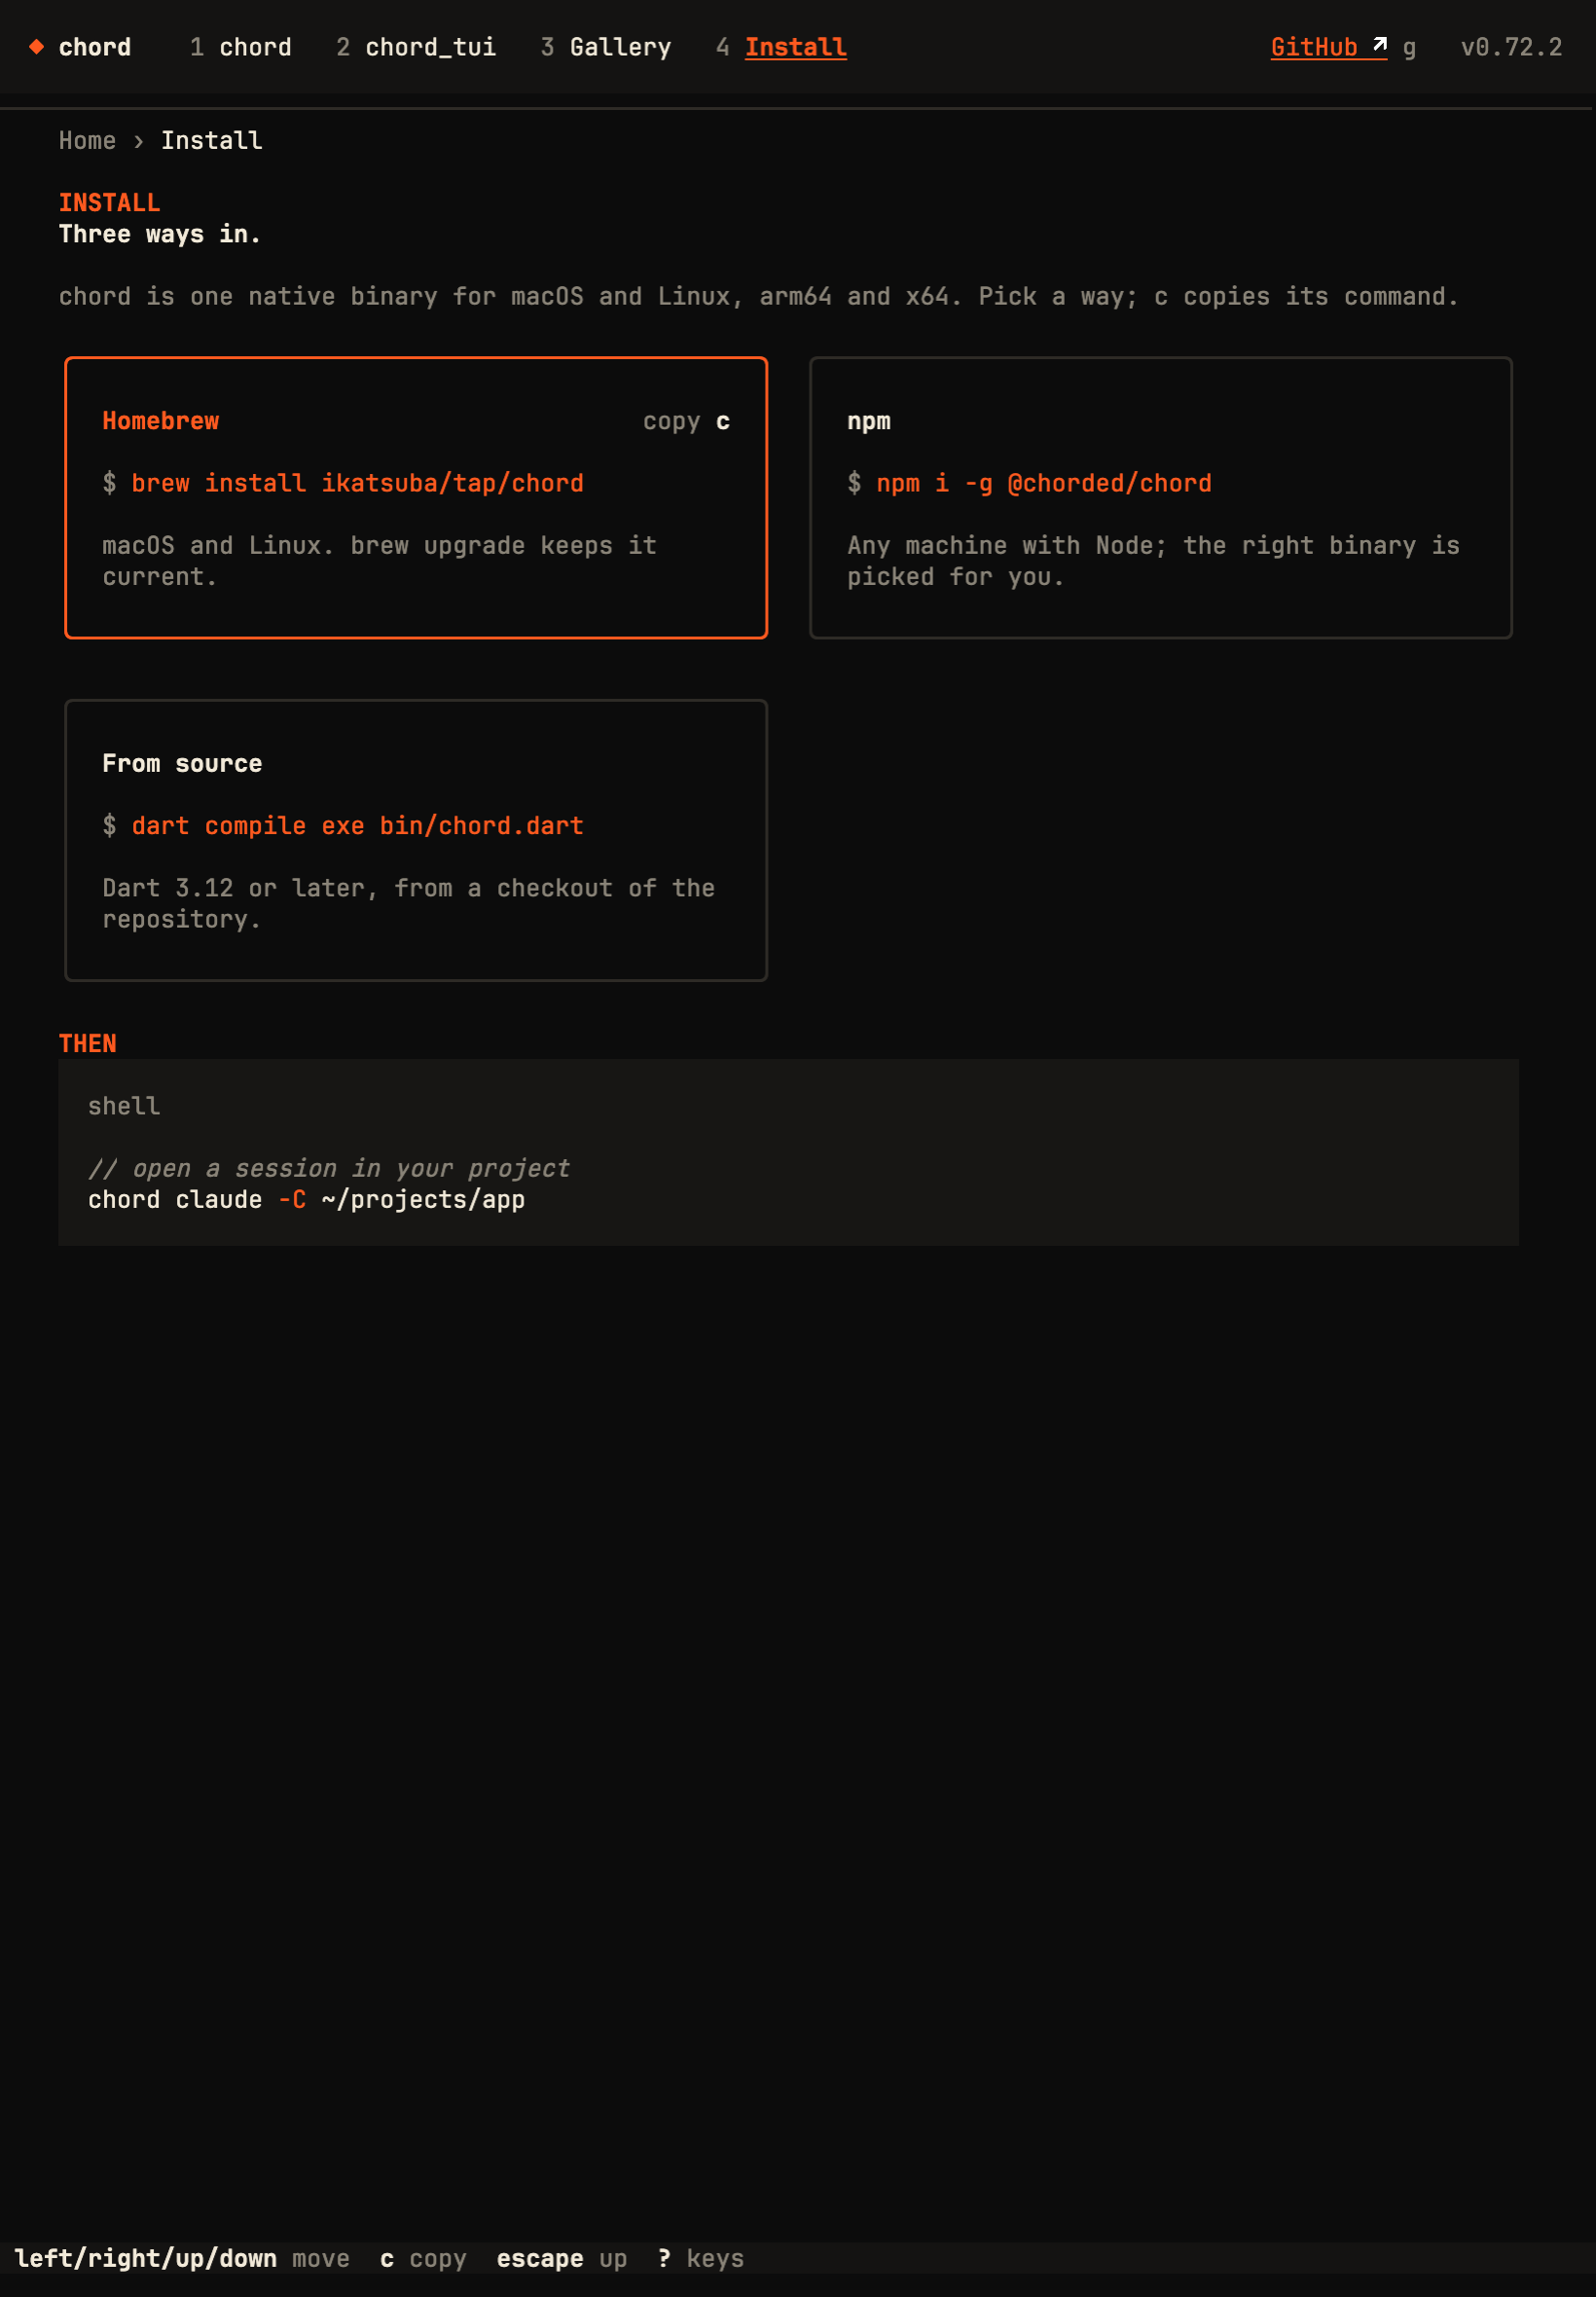 ◆ chord 1 chord 2 chord_tui 3 Gallery 4 Install GitHub ↗ g v0.72.2
Home › Install
INSTALL
Three ways in.
chord is one native binary for macOS and Linux, arm64 and x64. Pick a way; c copies its command.
Homebrew copy c
$ brew install ikatsuba/tap/chord
macOS and Linux. brew upgrade keeps it
current.
npm
$ npm i -g @chorded/chord
Any machine with Node; the right binary is
picked for you.
From source
$ dart compile exe bin/chord.dart
Dart 3.12 or later, from a checkout of the
repository.
THEN
shell
// open a session in your project
chord claude -C ~/projects/app
left/right/up/down move c copy escape up ? keys